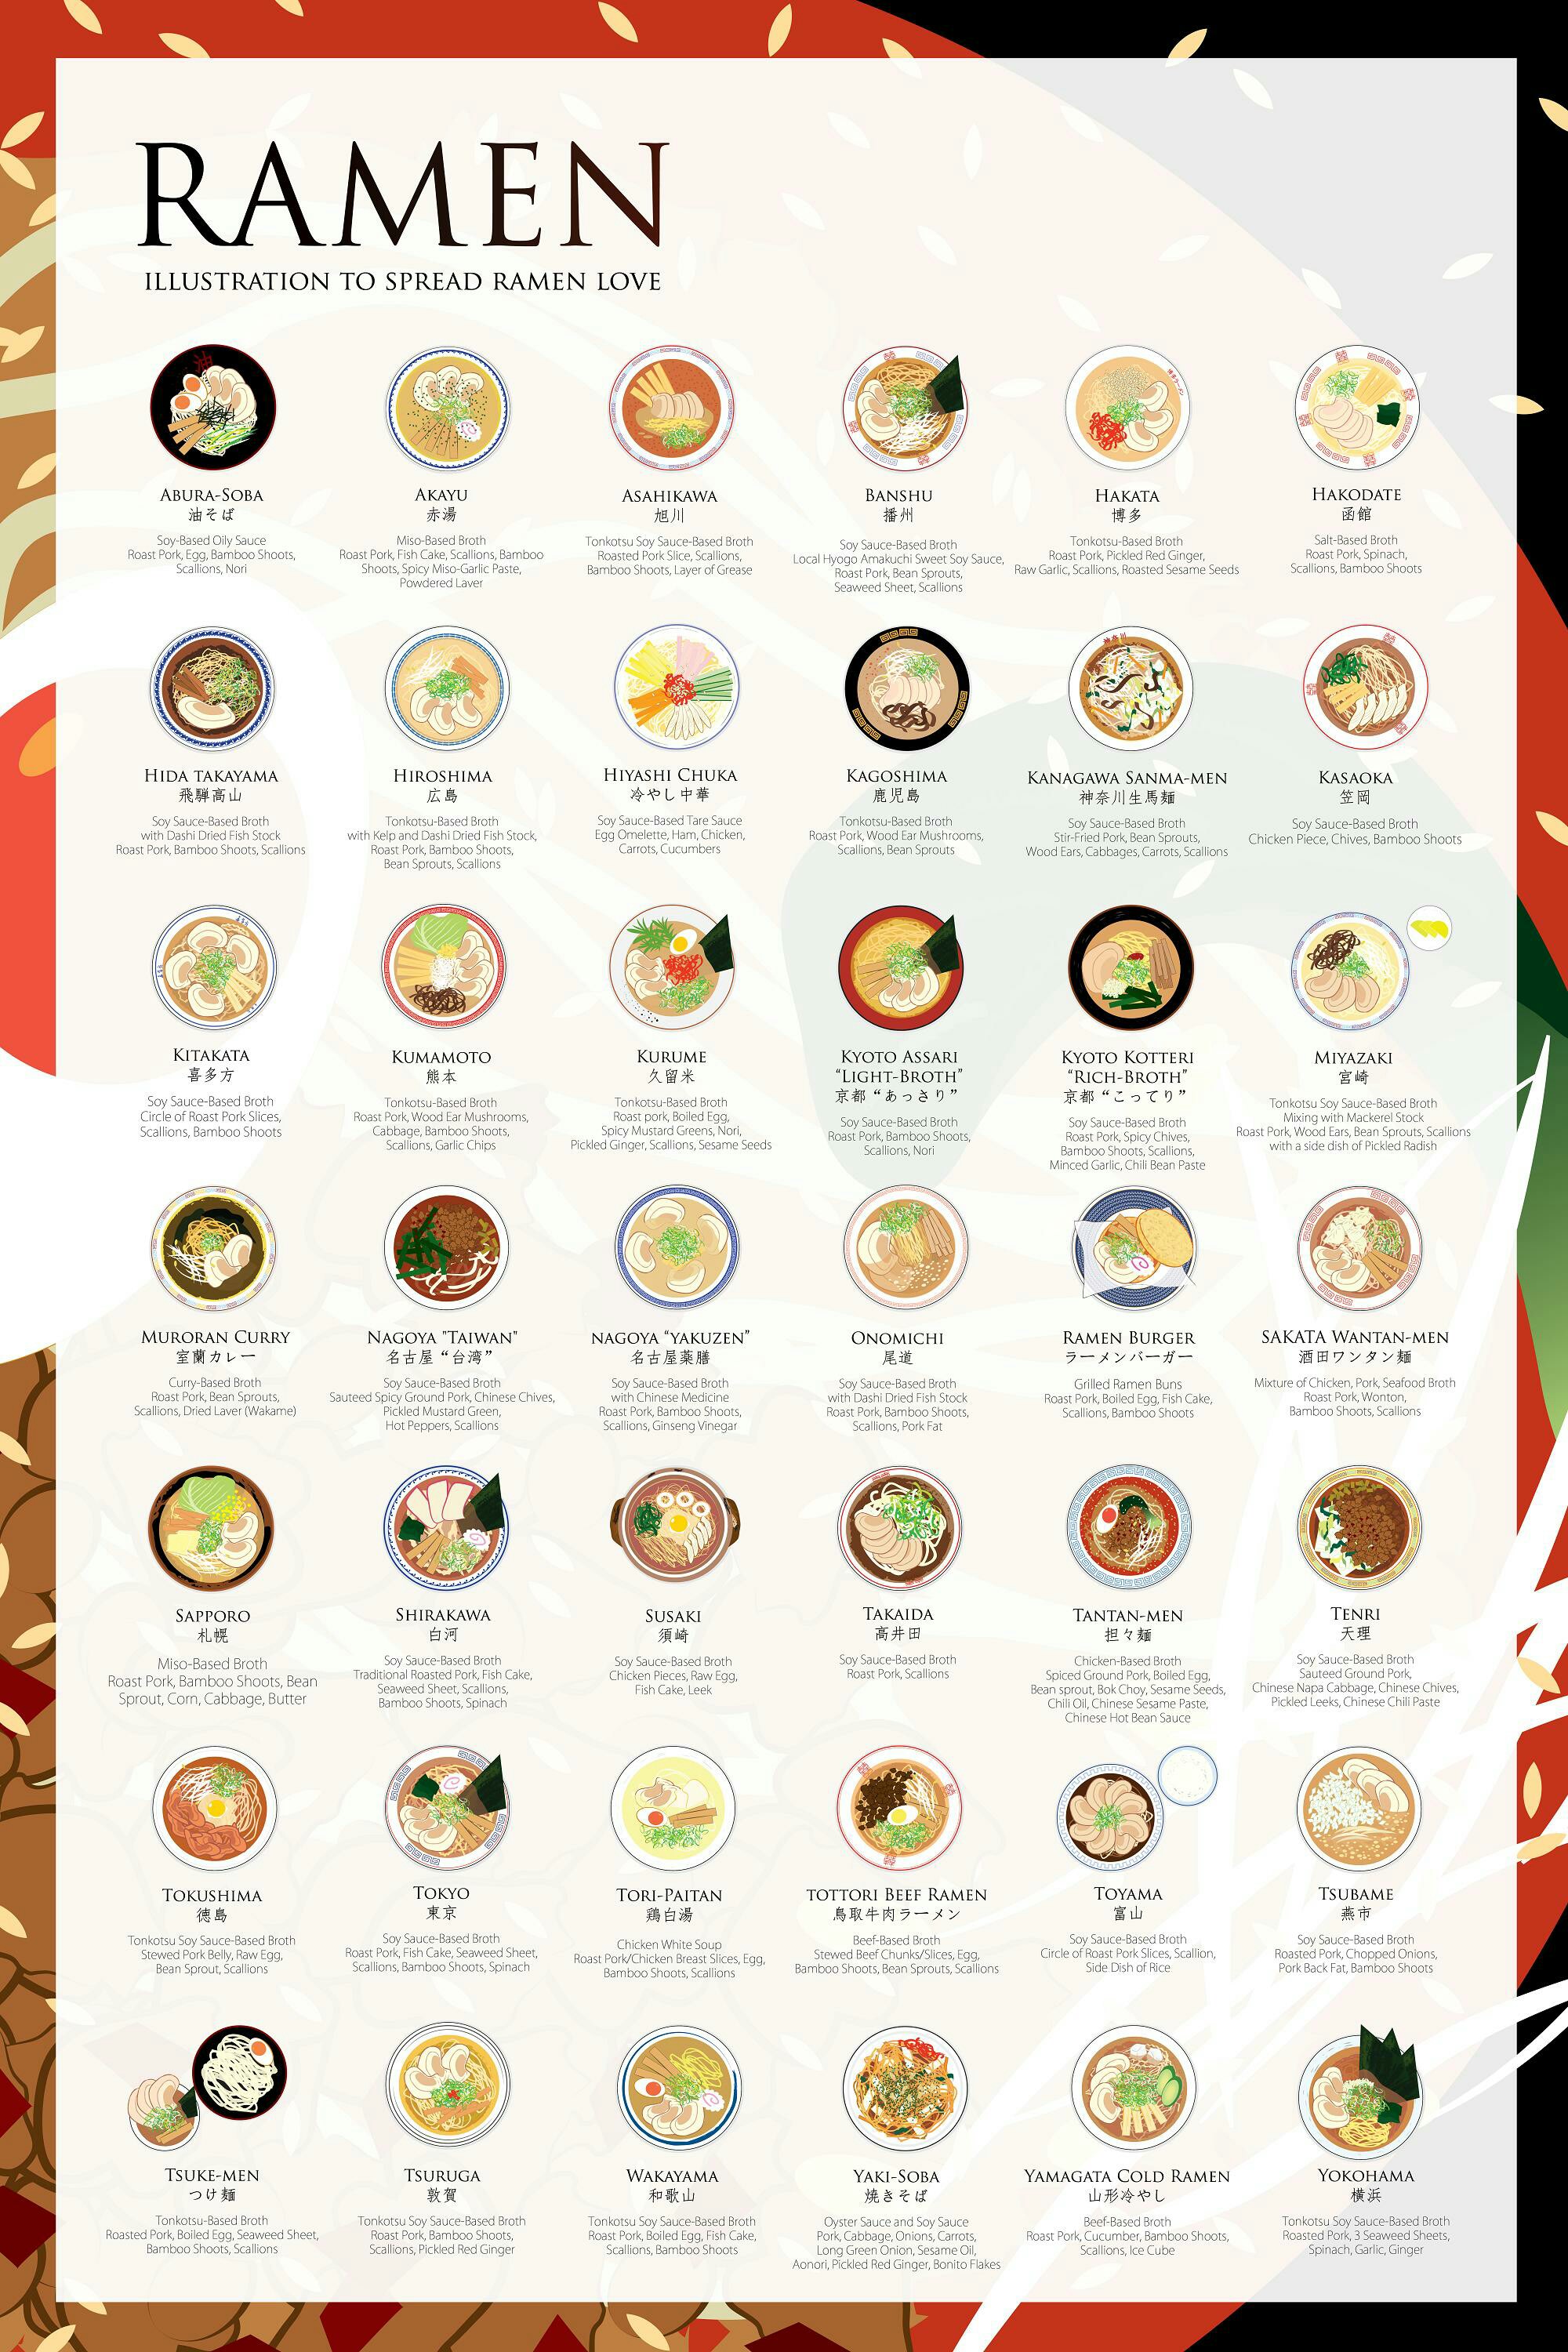 RAMEN
ILLUSTRATION TO SPREAD RAMEN LOVE
ABURA-SOBA
油そば
Soy-Based Oily Sauce
Roast Pork, Egg, Bamboo Shoots,
Scallions, Nori
AKAYU
赤湯
Miso-Based Broth
Roast Pork, Fish Cake, Scallions, Bamboo
Shoots, Spicy Miso-Garlic Paste,
Powdered Laver
ASAHIKAWA
旭川
Tonkotsu Soy Sauce-Based Broth
Roasted Pork Slice, Scallions,
Bamboo Shoots, Layer of Grease
BANSHU
播州
Soy Sauce-Based Broth
Local Hyogo Amakuchi Sweet Soy Sauce,
Roast Pork, Bean Sprouts,
Seaweed Sheet, Scallions
HAKATA
博多
Tonkotsu-Based Broth
Roast Pork, Pickled Red Ginger,
Raw Garlic, Scallions, Roasted Sesame Seeds
HAKODATE
函館
Salt-Based Broth
Roast Pork, Spinach,
Scallions, Bamboo Shoots
HIDA TAKAYAMA
飛騨高山
Soy Sauce-Based Broth
with Dashi Dried Fish Stock
Roast Pork, Bamboo Shoots, Scallions
HIROSHIMA
広島
Tonkotsu-Based Broth
with Kelp and Dashi Dried Fish Stock,
Roast Pork, Bamboo Shoots,
Bean Sprouts, Scallions
HIYASHI CHUKA
冷やし中華
Soy Sauce-Based Tare Sauce
Egg Omelette, Ham, Chicken,
Carrots, Cucumbers
KAGOSHIMA
鹿児島
Tonkotsu-Based Broth
Roast Pork, Wood Ear Mushrooms,
Scallions, Bean Sprouts
KANAGAWA SANMA-MEN
神奈川生馬麺
Soy Sauce-Based Broth
Stir-Fried Pork, Bean Sprouts,
Wood Ears, Cabbages, Carrots, Scallions
KASAOKA
笠岡
Soy Sauce-Based Broth
Chicken Piece, Chives, Bamboo Shoots
KITAKATA
喜多方
Soy Sauce-Based Broth
Circle of Roast Pork Slices,
Scallions, Bamboo Shoots
KUMAMOTO
熊本
Tonkotsu-Based Broth
Roast Pork, Wood Ear Mushrooms,
Cabbage, Bamboo Shoots,
Scallions, Garlic Chips
KURUME
久留米
Tonkotsu-Based Broth
Roast pork, Boiled Egg,
Spicy Mustard Greens, Nori,
Pickled Ginger, Scallions, Sesame Seeds
KYOTO ASSARI
“LIGHT-BROTH”
京都“あっさり”
Soy Sauce-Based Broth
Roast Pork, Bamboo Shoots,
Scallions, Nori
KYOTO KOTTERI
“RICH-BROTH”
京都“こってり”
Soy Sauce-Based Broth
Roast Pork, Spicy Chives,
Bamboo Shoots, Scallions,
Minced Garlic, Chili Bean Paste
MIYAZAKI
宮崎
Tonkotsu Soy Sauce-Based Broth
Mixing with Mackerel Stock
Roast Pork, Wood Ears, Bean Sprouts, Scallions
with a side dish of Pickled Radish
MURORAN CURRY
室蘭カレー
Curry-Based Broth
Roast Pork, Bean Sprouts,
Scallions, Dried Laver (Wakame)
NAGOYA "TAIWAN"
名古屋“台湾”
Soy Sauce-Based Broth
Sauteed Spicy Ground Pork, Chinese Chives,
Pickled Mustard Green,
Hot Peppers, Scallions
NAGOYA “YAKUZEN”
名古屋薬膳
Soy Sauce-Based Broth
with Chinese Medicine
Roast Pork, Bamboo Shoots,
Scallions, Ginseng Vinegar
ONOMICHI
尾道
Soy Sauce-Based Broth
with Dashi Dried Fish Stock
Roast Pork, Bamboo Shoots,
Scallions, Pork Fat
RAMEN BURGER
ラーメンバーガー
Grilled Ramen Buns
Roast Pork, Boiled Egg, Fish Cake,
Scallions, Bamboo Shoots
SAKATA WANTAN-MEN
酒田ワンタン麺
Mixture of Chicken, Pork, Seafood Broth
Roast Pork, Wonton,
Bamboo Shoots, Scallions
SAPPORO
札幌
Miso-Based Broth
Roast Pork, Bamboo Shoots, Bean
Sprout, Corn, Cabbage, Butter
SHIRAKAWA
白河
Soy Sauce-Based Broth
Traditional Roasted Pork, Fish Cake,
Seaweed Sheet, Scallions,
Bamboo Shoots, Spinach
SUSAKI
須崎
Soy Sauce-Based Broth
Chicken Pieces, Raw Egg,
Fish Cake, Leek
TAKAIDA
高井田
Soy Sauce-Based Broth
Roast Pork, Scallions
TANTAN-MEN
担々麺
Chicken-Based Broth
Spiced Ground Pork, Boiled Egg,
Bean sprout, Bok Choy, Sesame Seeds,
Chili Oil, Chinese Sesame Paste,
Chinese Hot Bean Sauce
TENRI
天理
Soy Sauce-Based Broth
Sauteed Ground Pork,
Chinese Napa Cabbage, Chinese Chives,
Pickled Leeks, Chinese Chili Paste
TOKUSHIMA
徳島
Tonkotsu Soy Sauce-Based Broth
Stewed Pork Belly, Raw Egg,
Bean Sprout, Scallions
TOKYO
東京
Soy Sauce-Based Broth
Roast Pork, Fish Cake, Seaweed Sheet,
Scallions, Bamboo Shoots, Spinach
TORI-PAITAN
鶏白湯
Chicken White Soup
Roast Pork/Chicken Breast Slices, Egg,
Bamboo Shoots, Scallions
TOTTORI BEEF RAMEN
鳥取牛肉ラーメン
Beef-Based Broth
Stewed Beef Chunks/Slices, Egg,
Bamboo Shoots, Bean Sprouts, Scallions
TOYAMA
富山
Soy Sauce-Based Broth
Circle of Roast Pork Slices, Scallion,
Side Dish of Rice
TSUBAME
燕市
Soy Sauce-Based Broth
Roasted Pork, Chopped Onions,
Pork Back Fat, Bamboo Shoots
TSUKE-MEN
つけ麺
Tonkotsu-Based Broth
Roasted Pork, Boiled Egg, Seaweed Sheet,
Bamboo Shoots, Scallions
TSURUGA
敦賀
Tonkotsu Soy Sauce-Based Broth
Roast Pork, Bamboo Shoots,
Scallions, Pickled Red Ginger
WAKAYAMA
和歌山
Tonkotsu Soy Sauce-Based Broth
Roast Pork, Boiled Egg, Fish Cake,
Scallions, Bamboo Shoots
YAKI-SOBA
焼きそば
Oyster Sauce and Soy Sauce
Pork, Cabbage, Onions, Carrots,
Long Green Onion, Sesame Oil,
Aonori, Pickled Red Ginger, Bonito Flakes
YAMAGATA COLD RAMEN
山形冷やし
Beef-Based Broth
Roast Pork, Cucumber, Bamboo Shoots,
Scallions, Ice Cube
YOKOHAMA
横浜
Tonkotsu Soy Sauce-Based Broth
Roasted Pork, 3 Seaweed Sheets,
Spinach, Garlic, Ginger